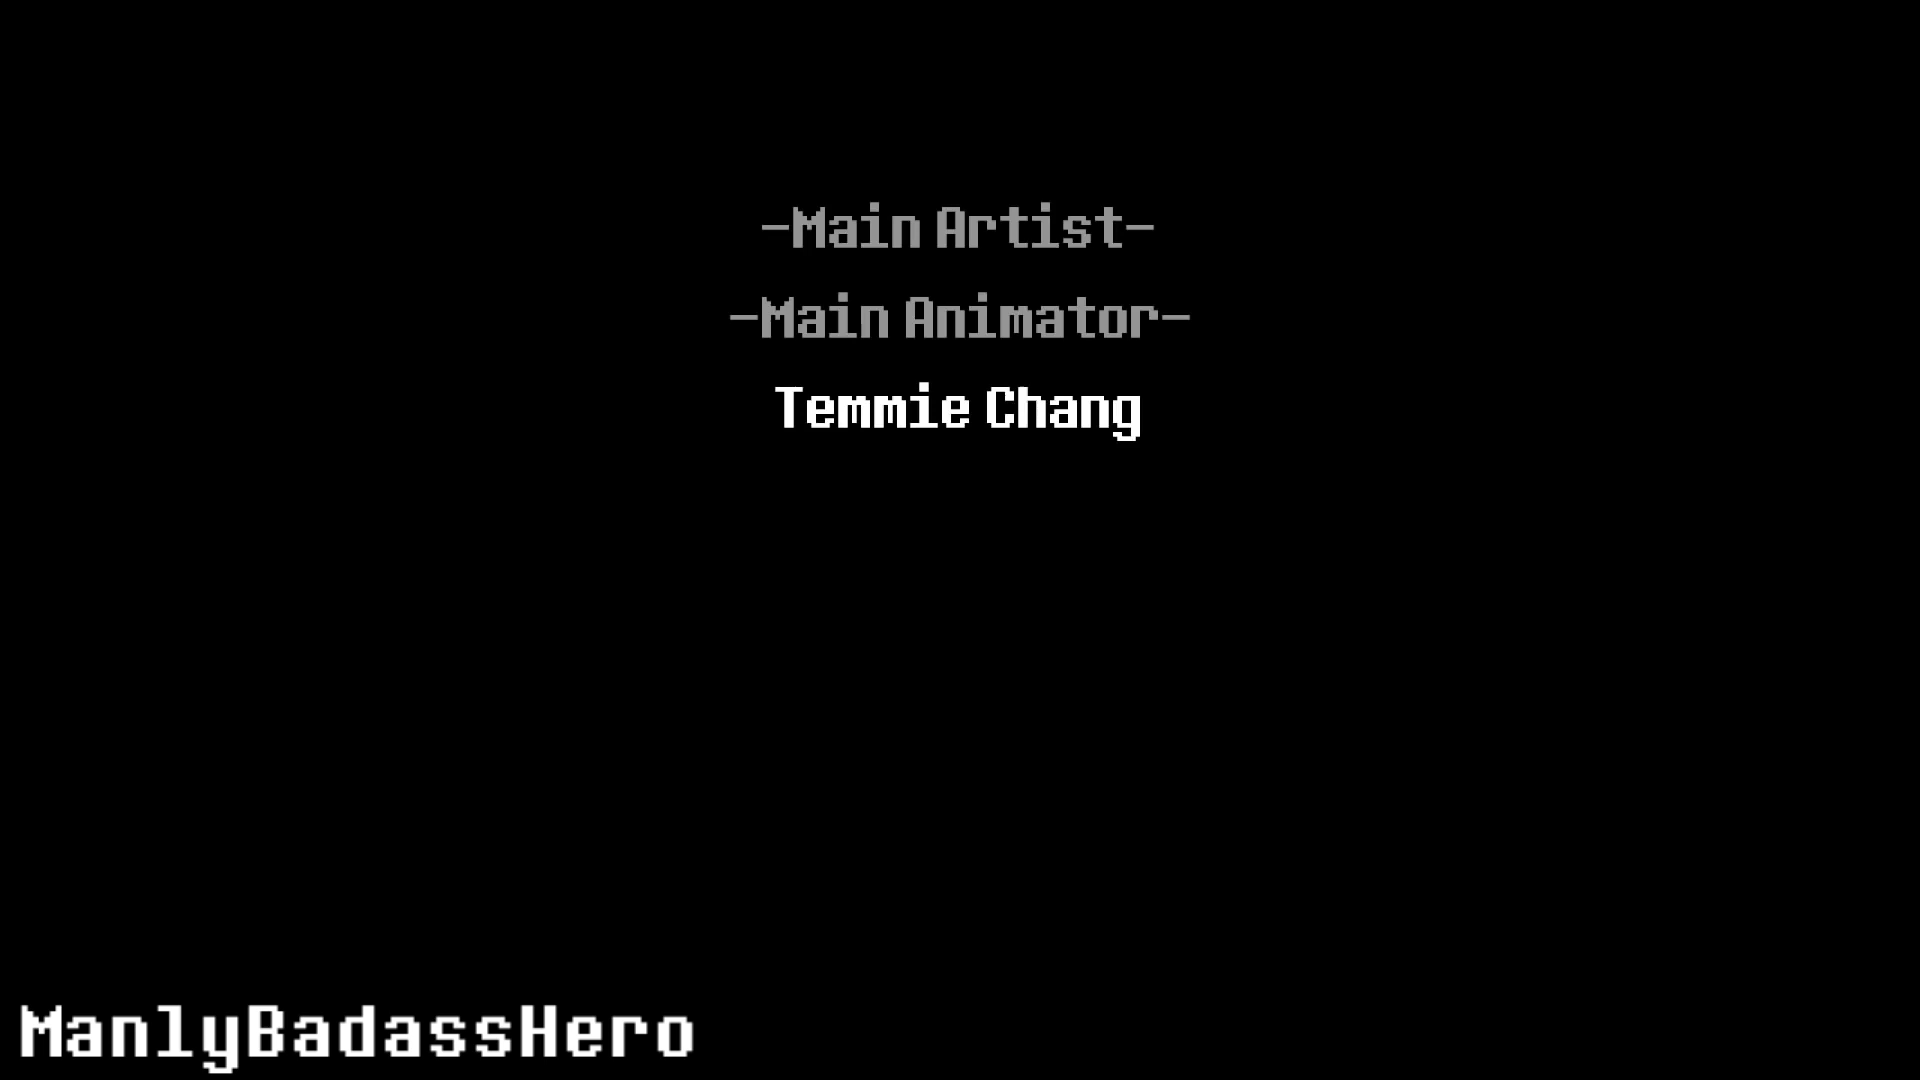 -Main Artist-
-Main Animator-
Temmie Chang
ManlyBadassHero